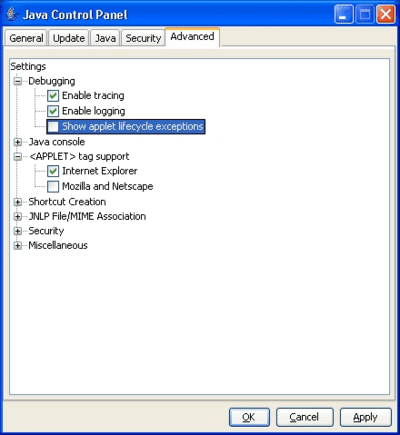 Java Control Panel
General Update Java Security Advanced
Settings
Debugging
Enable tracing
Enable logging
Show applet lifecycle exceptions
Java console
<APPLET> tag support
Internet Explorer
Mozilla and Netscape
Shortcut Creation
JNLP File/MIME Association
Security
Miscellaneous
OK Cancel Apply